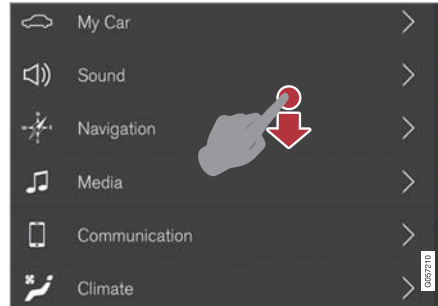 My Car
Sound
Navigation
Media
Communication
Climate
G057210